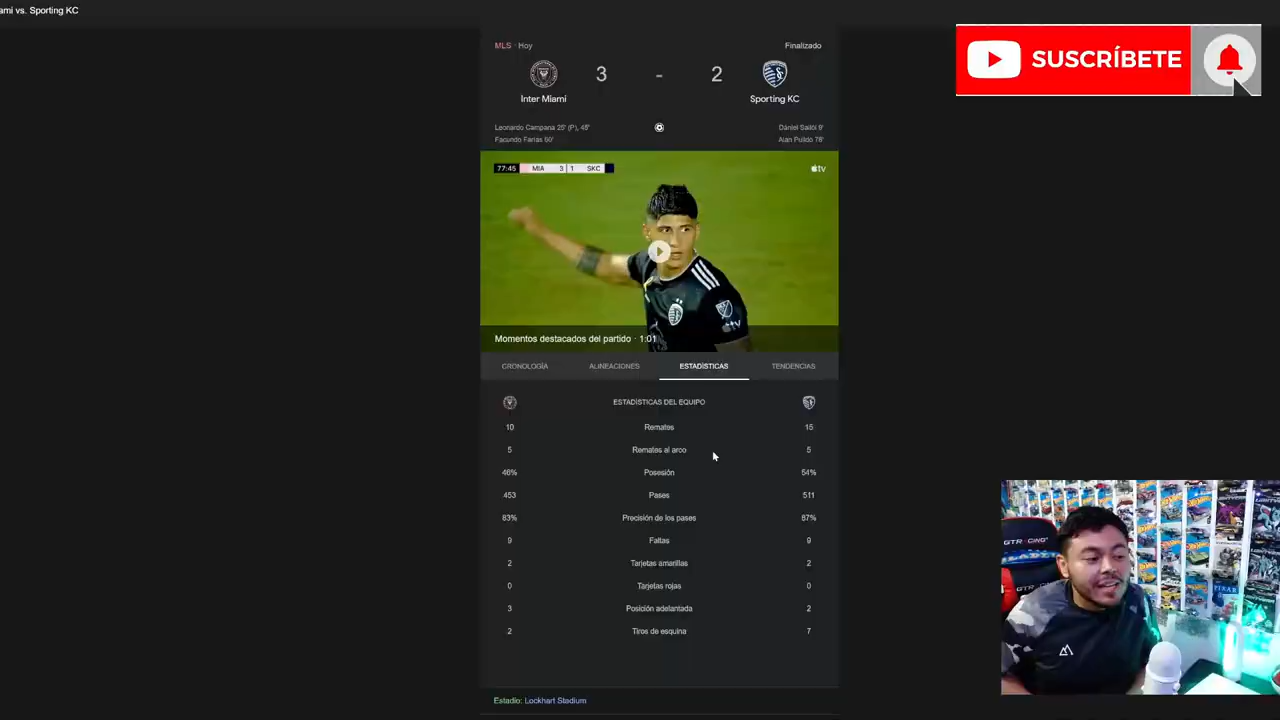 ami vs. Sporting KC
MLS · Hoy
Finalizado
SUSCRÍBETE
3 - 2
Inter Miami
Sporting KC
Leonardo Campana 25' (P), 45'
Dániel Sallói 9'
Facundo Farías 60'
Alan Pulido 78'
77:45 MIA 3 1 SKC
tv
Momentos destacados del partido · 1:01
CRONOLOGÍA ALINEACIONES ESTADÍSTICAS TENDENCIAS
ESTADÍSTICAS DEL EQUIPO
10 Remates 15
5 Remates al arco 5
46% Posesión 54%
453 Pases 511
83% Precisión de los pases 87%
9 Faltas 9
2 Tarjetas amarillas 2
0 Tarjetas rojas 0
3 Posición adelantada 2
2 Tiros de esquina 7
Estadio: Lockhart Stadium
GTRACING